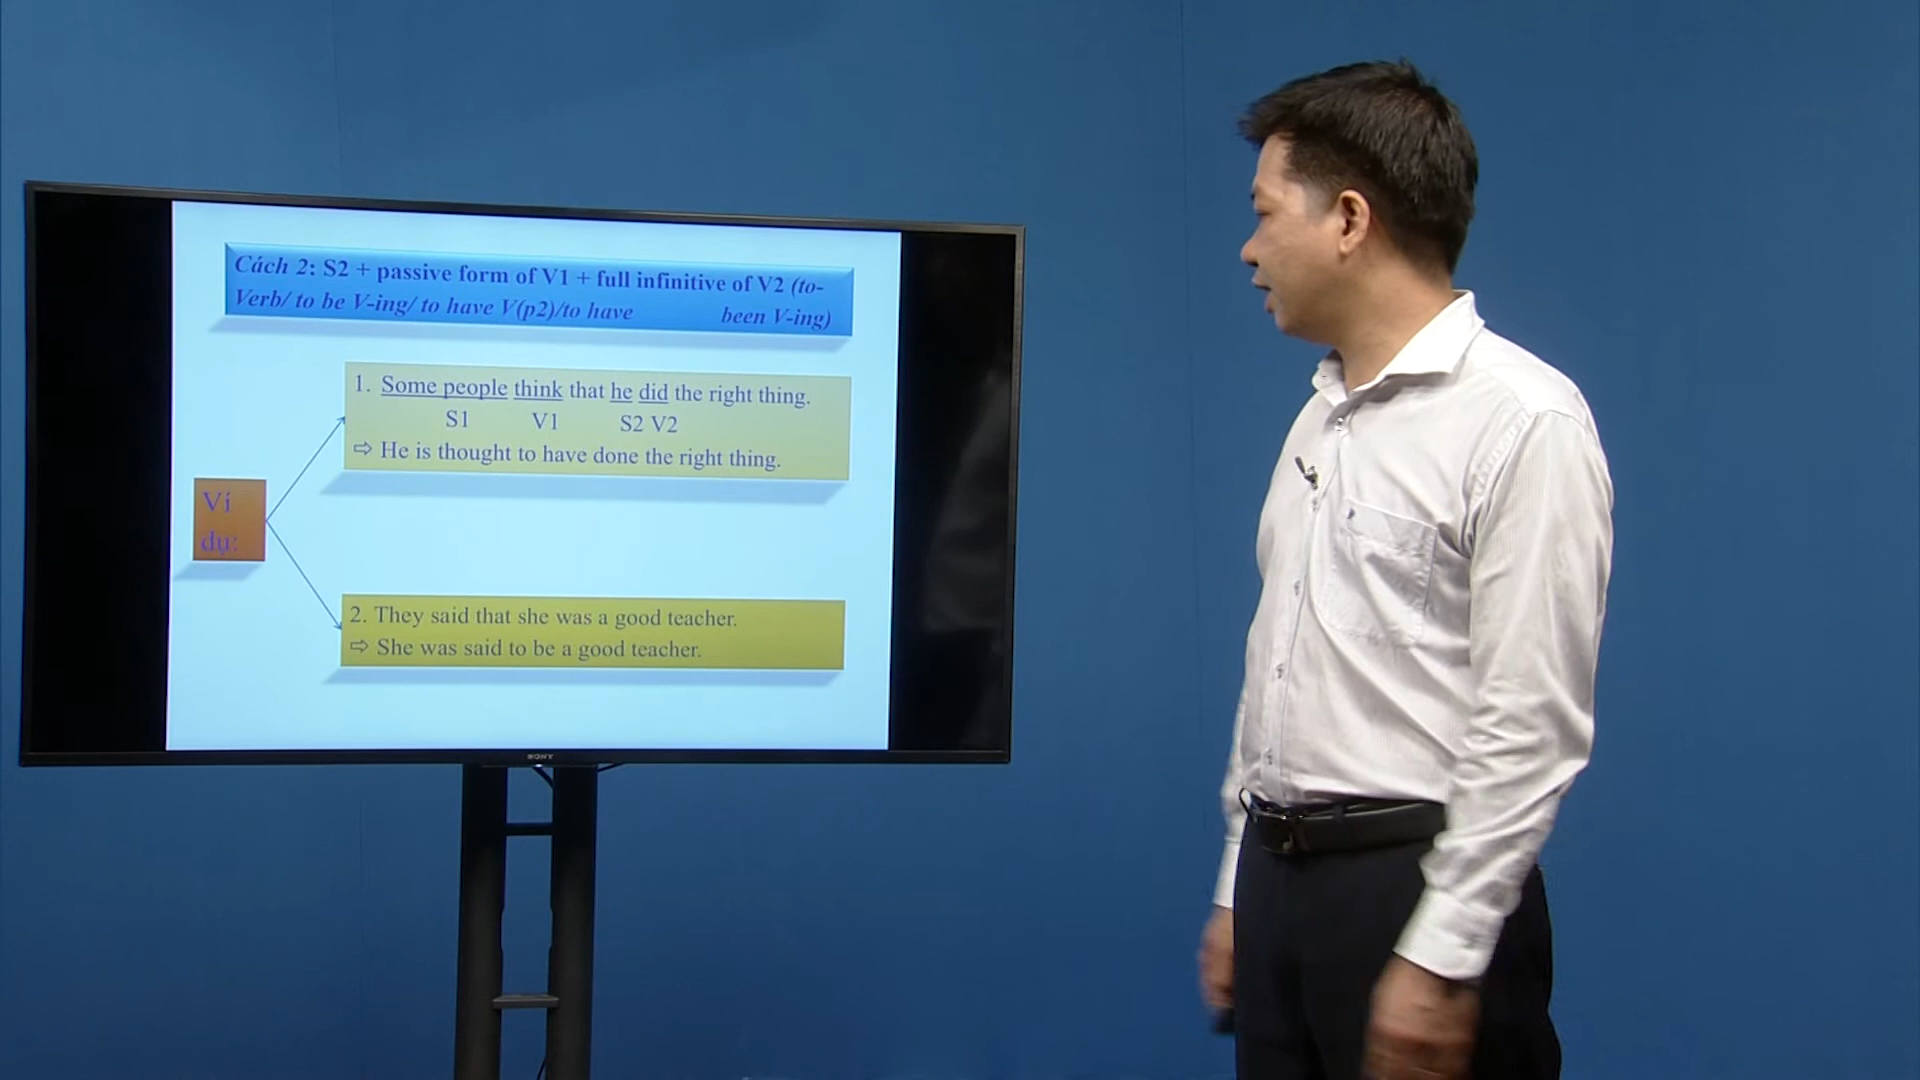 Cách 2: S2 + passive form of V1 + full infinitive of V2 (to-
Verb/ to be V-ing/ to have V(p2)/to have been V-ing)
1. Some people think that he did the right thing.
S1 V1 S2 V2
⇨ He is thought to have done the right thing.
Ví
dụ:
2. They said that she was a good teacher.
⇨ She was said to be a good teacher.
SONY